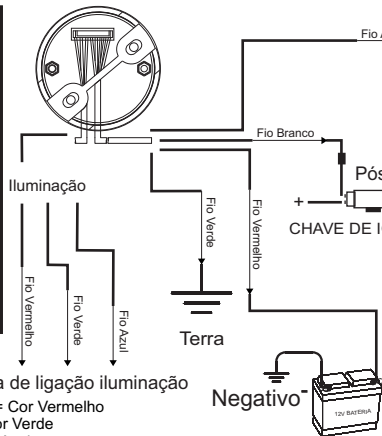 Fio A
Fio Branco
Iluminação
Pós
+
CHAVE DE I
Fio Verde
Fio Vermelho
Fio Vermelho
Fio Verde
Fio Azul
Terra
a de ligação iluminação
= Cor Vermelho
or Verde
Negativo -
12V BATERIA